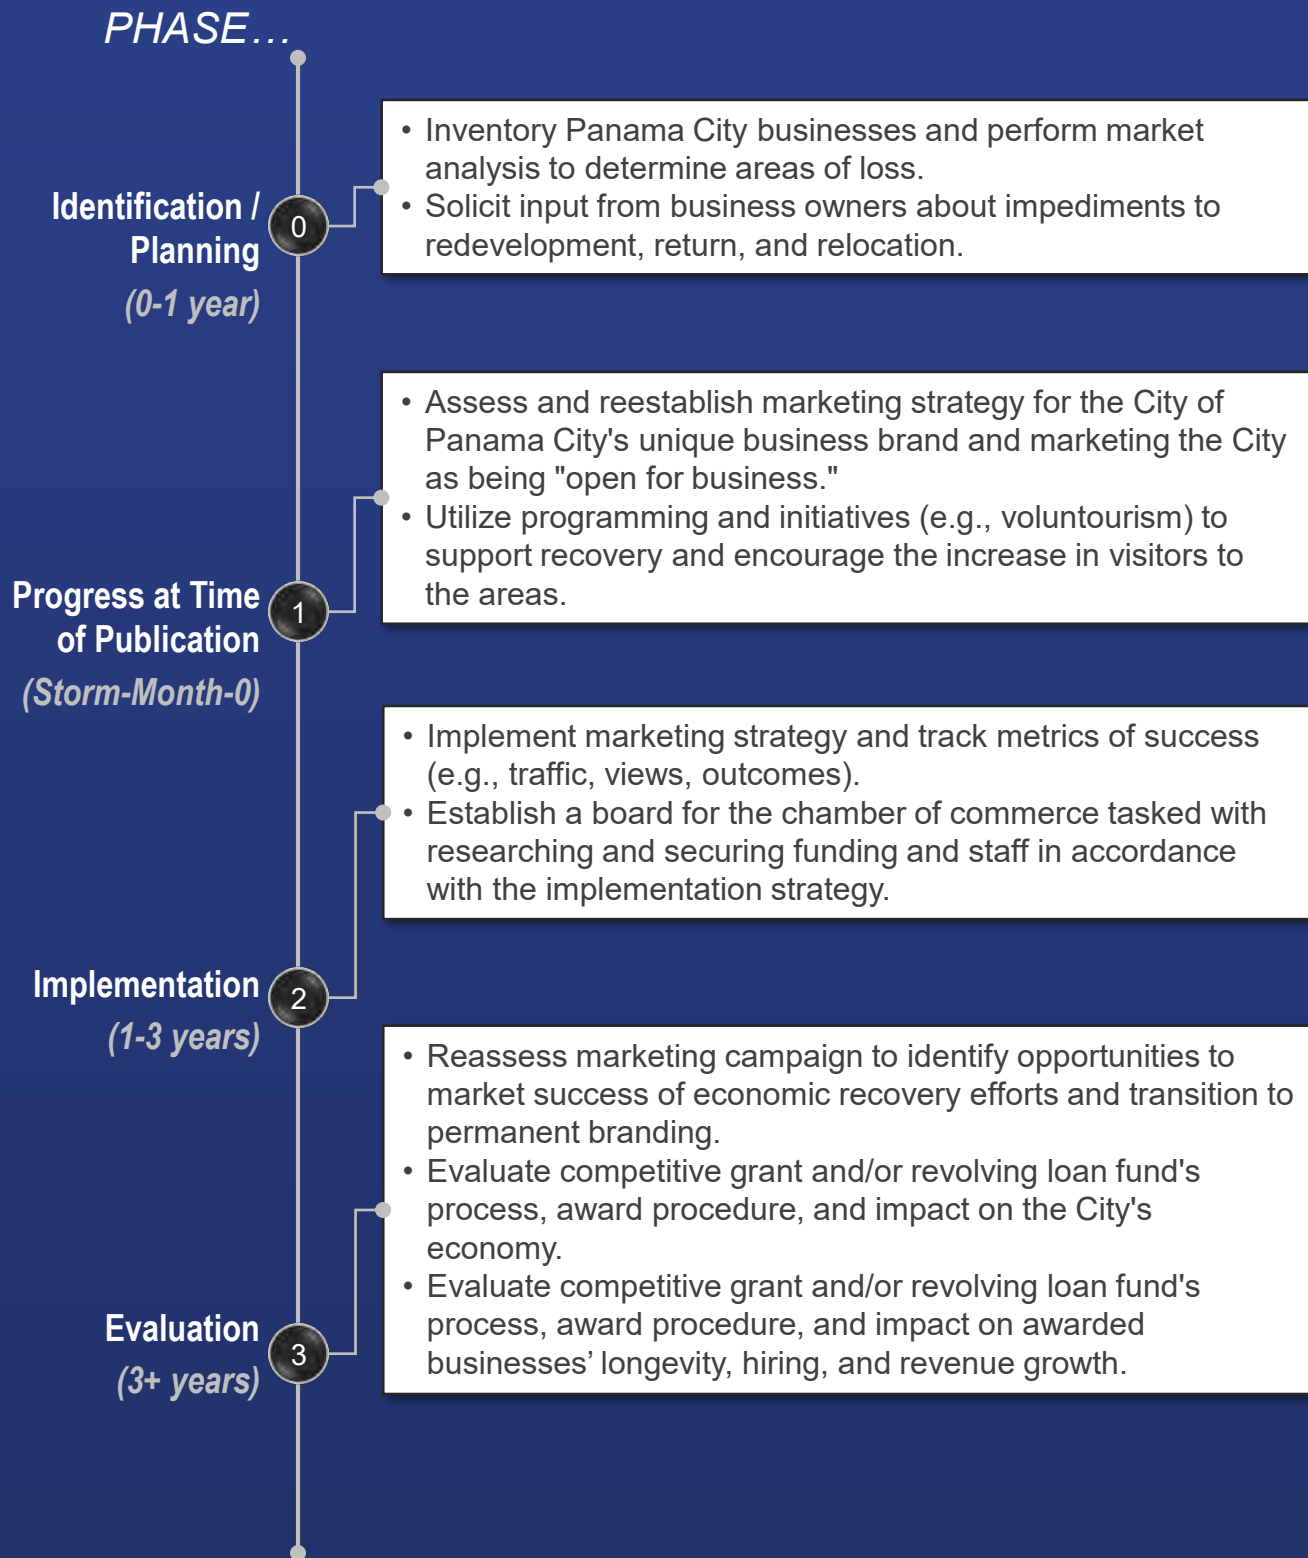 PHASE…
Identification /
Planning
(0-1 year)
0
• Inventory Panama City businesses and perform market
analysis to determine areas of loss.
• Solicit input from business owners about impediments to
redevelopment, return, and relocation.
Progress at Time
of Publication
(Storm-Month-0)
1
• Assess and reestablish marketing strategy for the City of
Panama City's unique business brand and marketing the City
as being "open for business."
• Utilize programming and initiatives (e.g., voluntourism) to
support recovery and encourage the increase in visitors to
the areas.
Implementation
(1-3 years)
2
• Implement marketing strategy and track metrics of success
(e.g., traffic, views, outcomes).
• Establish a board for the chamber of commerce tasked with
researching and securing funding and staff in accordance
with the implementation strategy.
Evaluation
(3+ years)
3
• Reassess marketing campaign to identify opportunities to
market success of economic recovery efforts and transition to
permanent branding.
• Evaluate competitive grant and/or revolving loan fund's
process, award procedure, and impact on the City's
economy.
• Evaluate competitive grant and/or revolving loan fund's
process, award procedure, and impact on awarded
businesses’ longevity, hiring, and revenue growth.